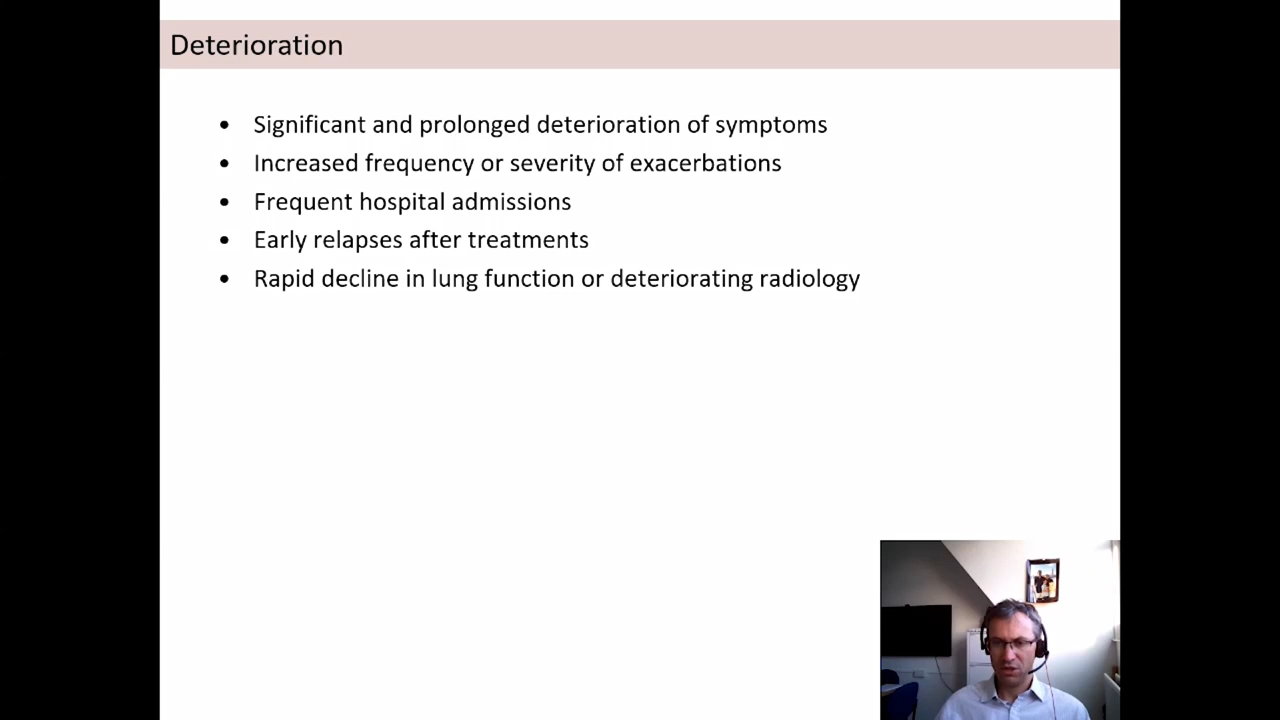 Deterioration
• Significant and prolonged deterioration of symptoms
• Increased frequency or severity of exacerbations
• Frequent hospital admissions
• Early relapses after treatments
• Rapid decline in lung function or deteriorating radiology